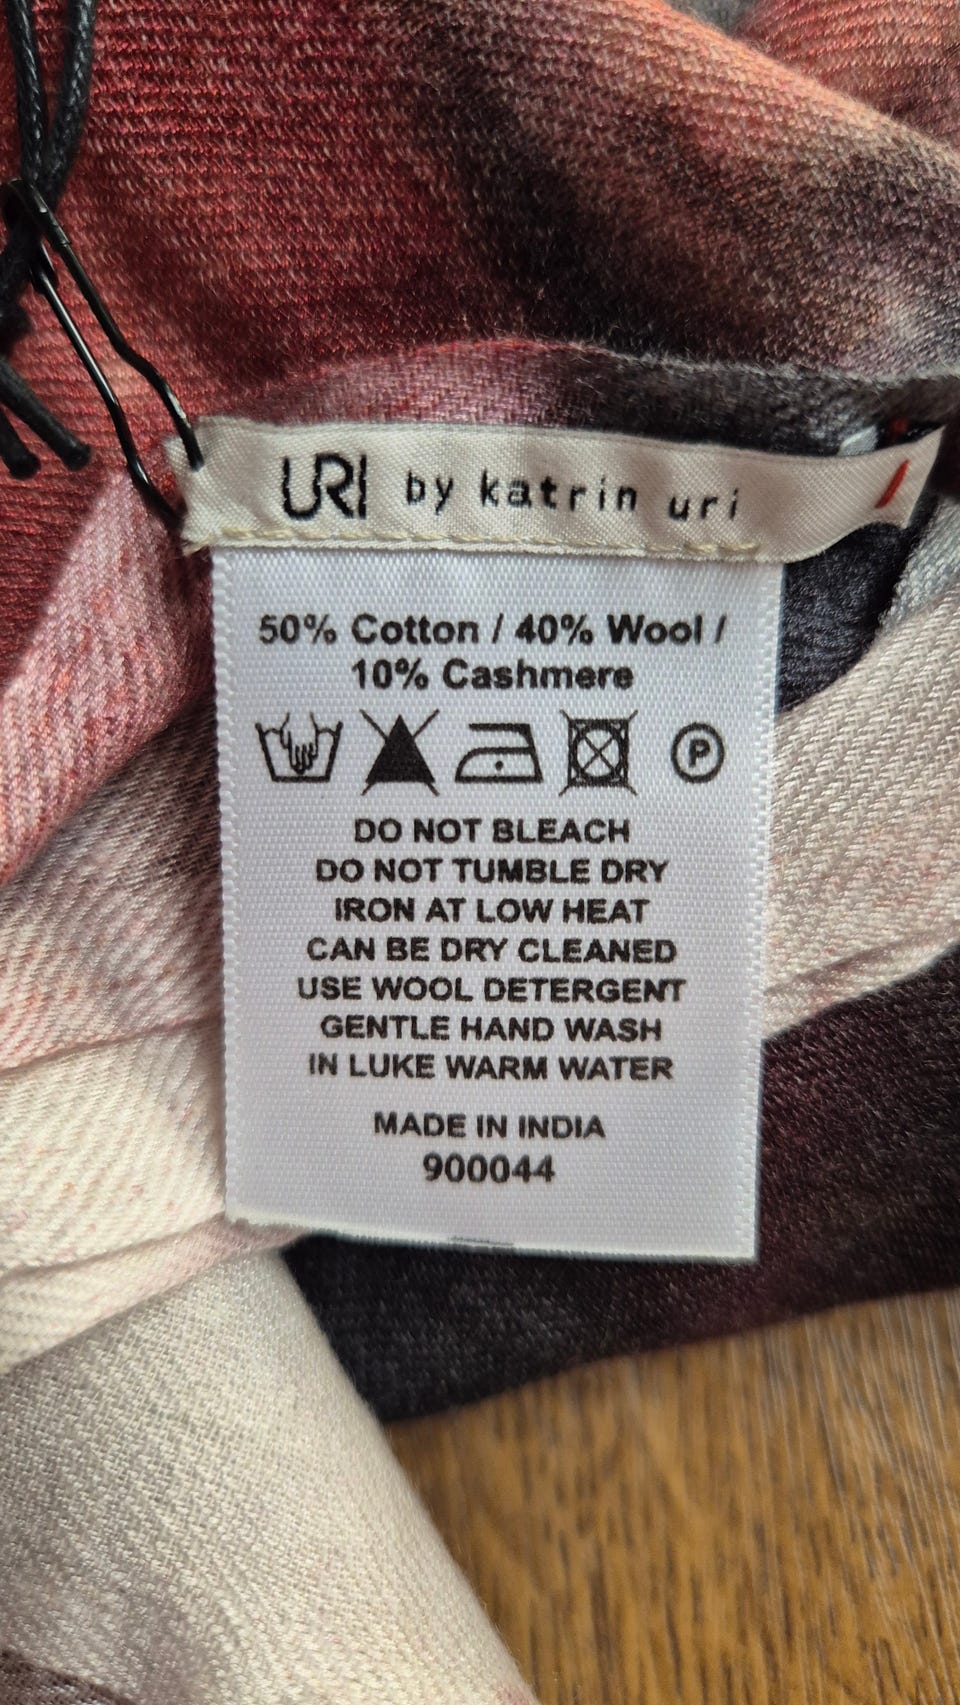 URI by katrin uri
50% Cotton / 40% Wool /
10% Cashmere
P
DO NOT BLEACH
DO NOT TUMBLE DRY
IRON AT LOW HEAT
CAN BE DRY CLEANED
USE WOOL DETERGENT
GENTLE HAND WASH
IN LUKE WARM WATER
MADE IN INDIA
900044